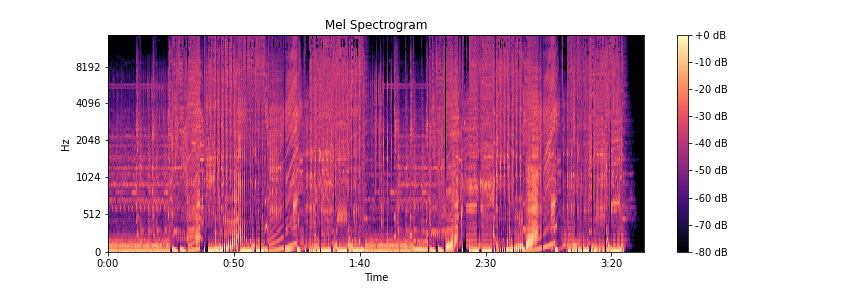 Mel Spectrogram
Hz
8192
4096
2048
1024
512
0
0:00
0:50
1:40
2:30
3:20
Time
+0 dB
-10 dB
-20 dB
-30 dB
-40 dB
-50 dB
-60 dB
-70 dB
-80 dB